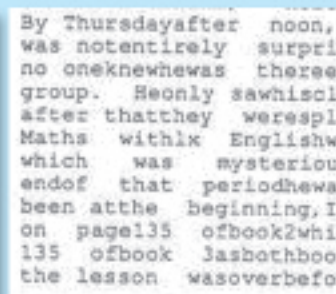 By Thursdayafter noon,
was notentirely surpri
no oneknewhewas theree
group. Heonly sawhiscl
after thatthey werespl
Maths withlx Englishw
which was mysteriou
endof that periodhewa
been atthe beginning,I
on page135 ofbook2whi
135 ofbook 3asbothboo
the lesson wasoverbefo